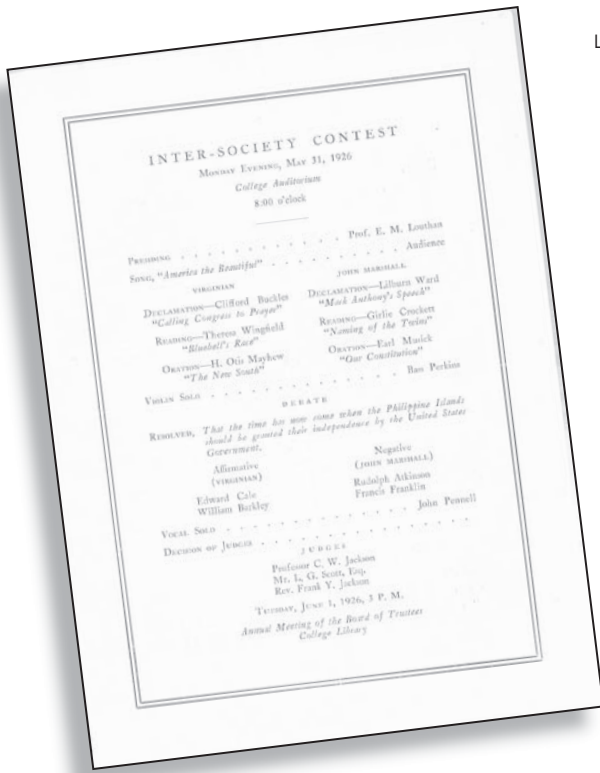 INTER-SOCIETY CONTEST
MONDAY EVENING, MAY 31, 1926
College Auditorium
8:00 o'clock
PRESIDING . . . . . . . . . . . . Prof. E. M. Louthan
SONG, "America the Beautiful" . . . . . . . . . . Audience
VIRGINIAN
DECLAMATION—Clifford Buckles
"Calling Congress to Prayer"
READING—Theresa Wingfield
"Bluebell's Race"
ORATION—H. Otis Mayhew
"The New South"
JOHN MARSHALL
DECLAMATION—Lilburn Ward
"Mark Anthony's Speech"
READING—Girlie Crockett
"Naming of the Twins"
ORATION—Earl Musick
"Our Constitution"
VIOLIN SOLO . . . . . . . . . . . . Ban Perkins
DEBATE
RESOLVED, That the time has now come when the Philippine Islands
should be granted their independence by the United States
Government.
Affirmative
(VIRGINIAN)
Edward Cale
William Barkley
Negative
(JOHN MARSHALL)
Rudolph Atkinson
Francis Franklin
VOCAL SOLO . . . . . . . . . . . . John Pennell
DECISION OF JUDGES . . . . . . . . . . . . . . .
JUDGES
Professor C. W. Jackson
Mr. L. G. Scott, Esq.
Rev. Frank Y. Jackson
TUESDAY, JUNE 1, 1926, 3 P. M.
Annual Meeting of the Board of Trustees
College Library
L